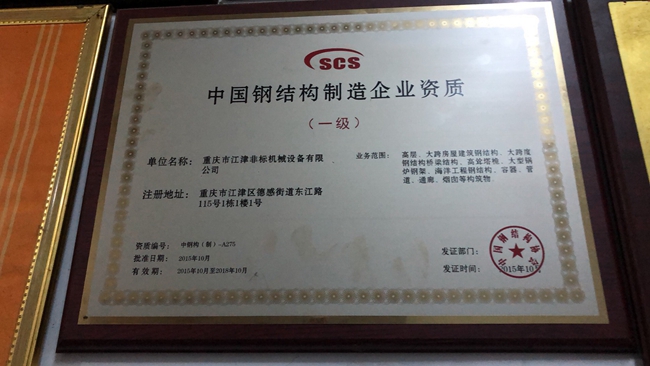 SCS
中国钢结构制造企业资质
(一级)
单位名称: 重庆市江津非标机械设备有限
公司
注册地址: 重庆市江津区德感街道东江路
115号1栋1楼1号
业务范围: 高层、大跨房屋建筑钢结构、大跨度
钢结构桥梁结构、高耸塔桅、大型锅
炉钢架、海洋工程钢结构、容器、管
道、通廊、烟囱等构筑物
资质编号: 中钢构(制)-A275
批准日期: 2015年10月
有效期: 2015年10月至2018年10月
发证部门:
发证时间: 2015年10月
中国钢结构协会